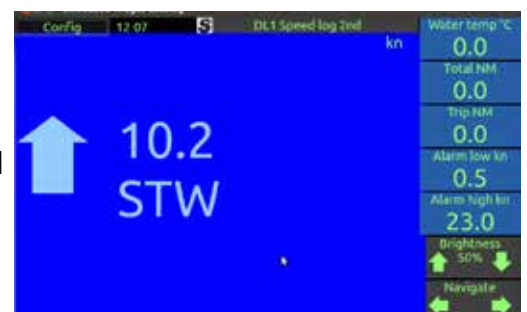 Config 12 07 S DL1 Speed log 2nd
kn
10.2
STW
Water temp °C
0.0
Total NM
0.0
Trip NM
0.0
Alarm low kn
0.5
Alarm high kn
23.0
Brightness
50%
Navigate